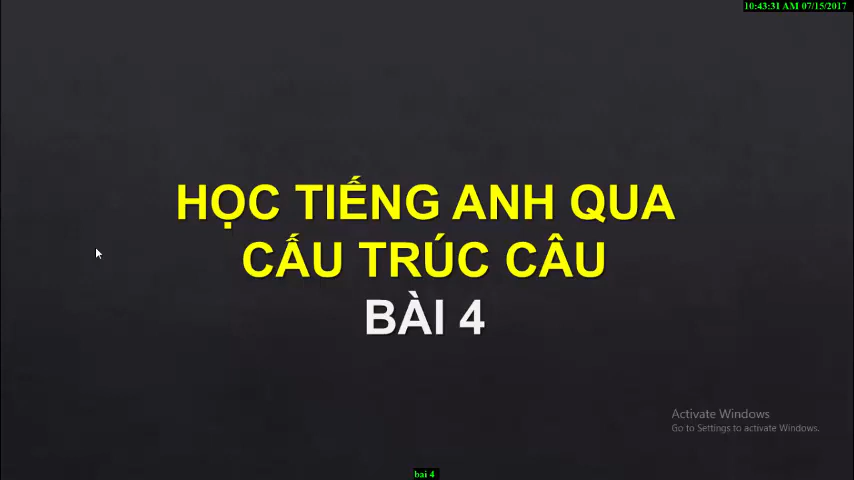 10:43:31 AM 07/15/2017
HỌC TIẾNG ANH QUA
CẤU TRÚC CÂU
BÀI 4
Activate Windows
Go to Settings to activate Windows.
bai 4